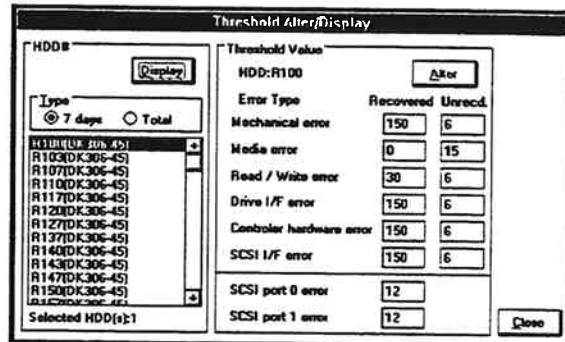 Threshold Alter/Display
HDD#
Display
Type
7 days
Total
R100(DK306-45)
R103(DK306-45)
R107(DK306-45)
R110(DK306-45)
R117(DK306-45)
R120(DK306-45)
R127(DK306-45)
R137(DK306-45)
R140(DK306-45)
R143(DK306-45)
R147(DK306-45)
R150(DK306-45)
R157(DK306-45)
Selected HDD(s):1
Threshold Value
HDD:R100
Alter
Error Type Recovered Unrecd.
Mechanical error 150 6
Media error 0 15
Read / Write error 30 6
Drive I/F error 150 6
Controler hardware error 150 6
SCSI I/F error 150 6
SCSI port 0 error 12
SCSI port 1 error 12
Close